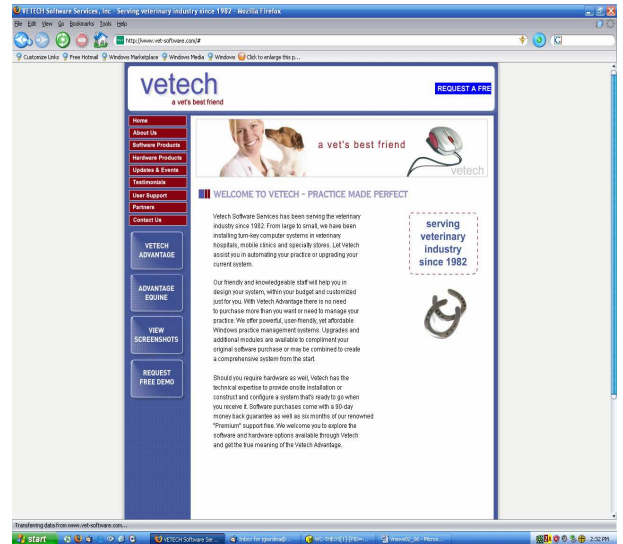 VETECH Software Services, Inc - Serving veterinary industry since 1982 - Mozilla Firefox
File Edit View Go Bookmarks Tools Help
http://www.vet-software.com/#
Customize Links Free Hotmail Windows Marketplace Windows Media Windows Click to enlarge this p...
vetech
a vet's best friend
REQUEST A FRE
Home
About Us
Software Products
Hardware Products
Updates & Events
Testimonials
User Support
Partners
Contact Us
VETECH
ADVANTAGE
ADVANTAGE
EQUINE
VIEW
SCREENSHOTS
REQUEST
FREE DEMO
a vet's best friend
vetech
WELCOME TO VETECH - PRACTICE MADE PERFECT
Vetech Software Services has been serving the veterinary
industry since 1982. From large to small, we have been
installing turn-key computer systems in veterinary
hospitals, mobile clinics and specialty stores. Let Vetech
assist you in automating your practice or upgrading your
current system.
Our friendly and knowledgeable staff will help you in
design your system, within your budget and customized
just for you. With Vetech Advantage there is no need
to purchase more than you want or need to manage your
practice. We offer powerful, user-friendly, yet affordable
Windows practice management systems. Upgrades and
additional modules are available to compliment your
original software purchase or may be combined to create
a comprehensive system from the start.
Should you require hardware as well, Vetech has the
technical expertise to provide onsite installation or
construct and configure a system that's ready to go when
you receive it. Software purchases come with a 90-day
money back guarantee as well as six months of our renowned
"Premium" support free. We welcome you to explore the
software and hardware options available through Vetech
and get the true meaning of the Vetech Advantage.
serving
veterinary
industry
since 1982
Transferring data from www.vet-software.com...
start
VETECH Software Ser...
Inbox for
2:32 PM